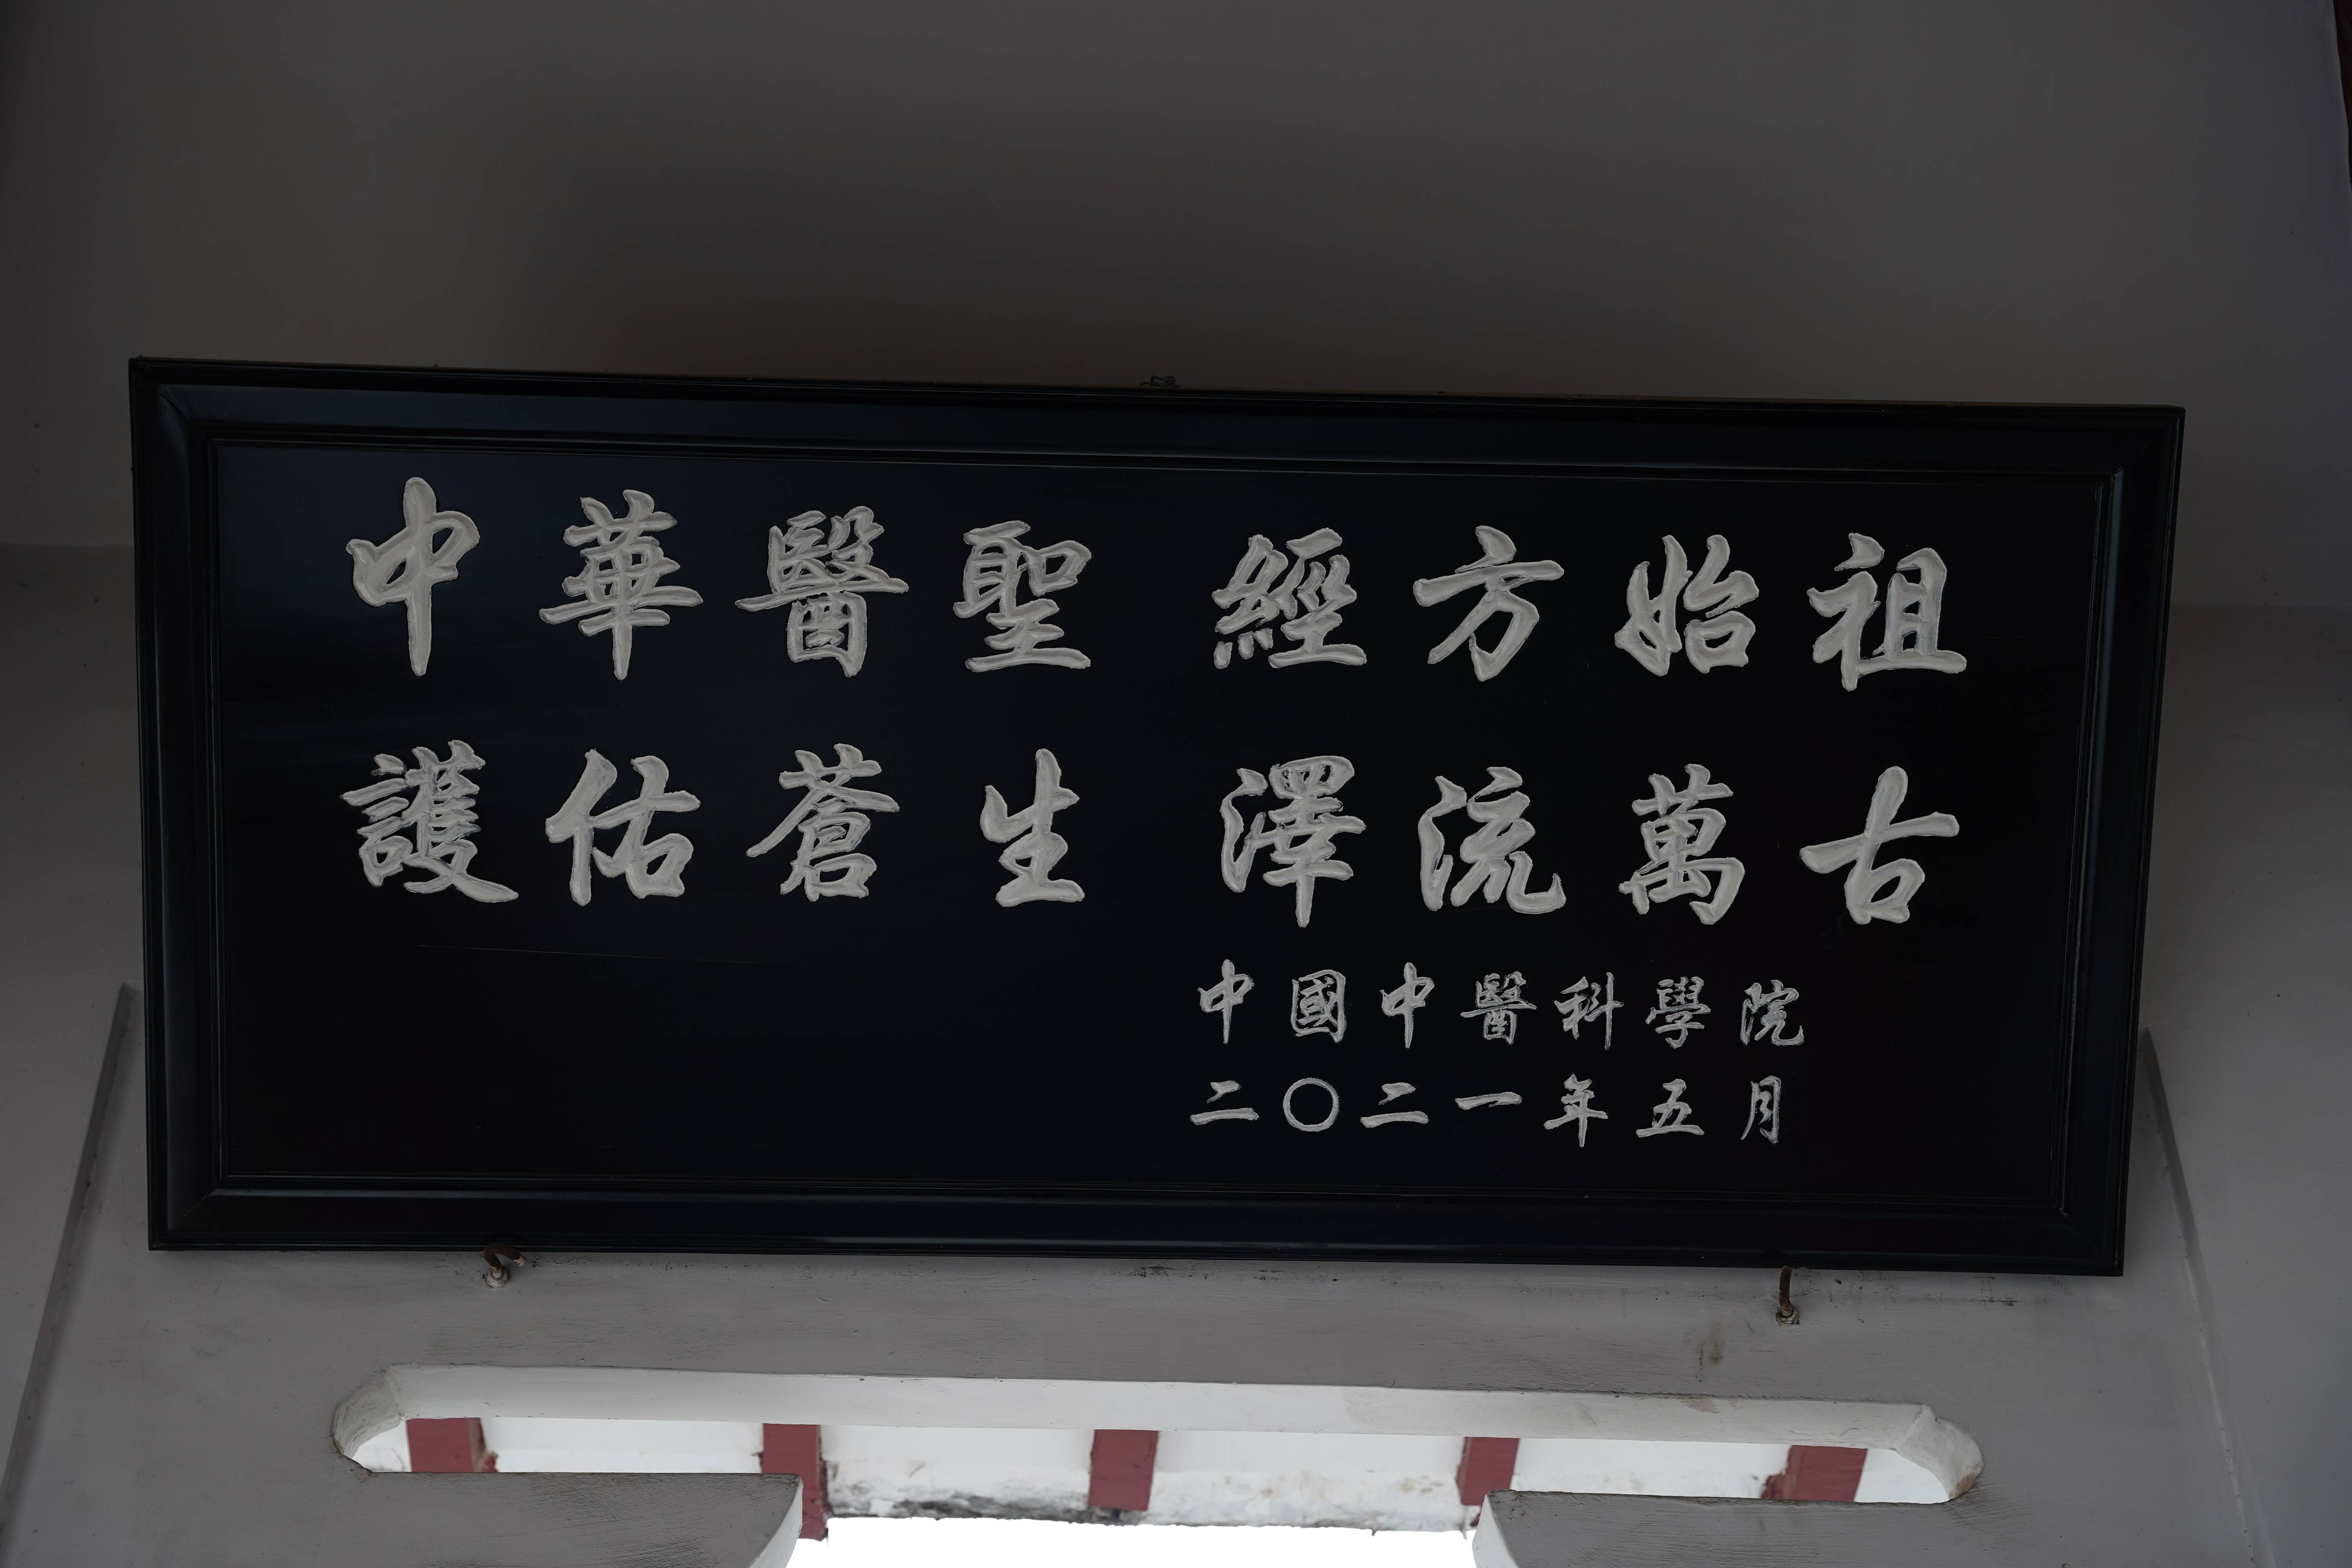 中華醫聖 經方始祖
護佑蒼生 澤流萬古
中國中醫科學院
二〇二一年五月